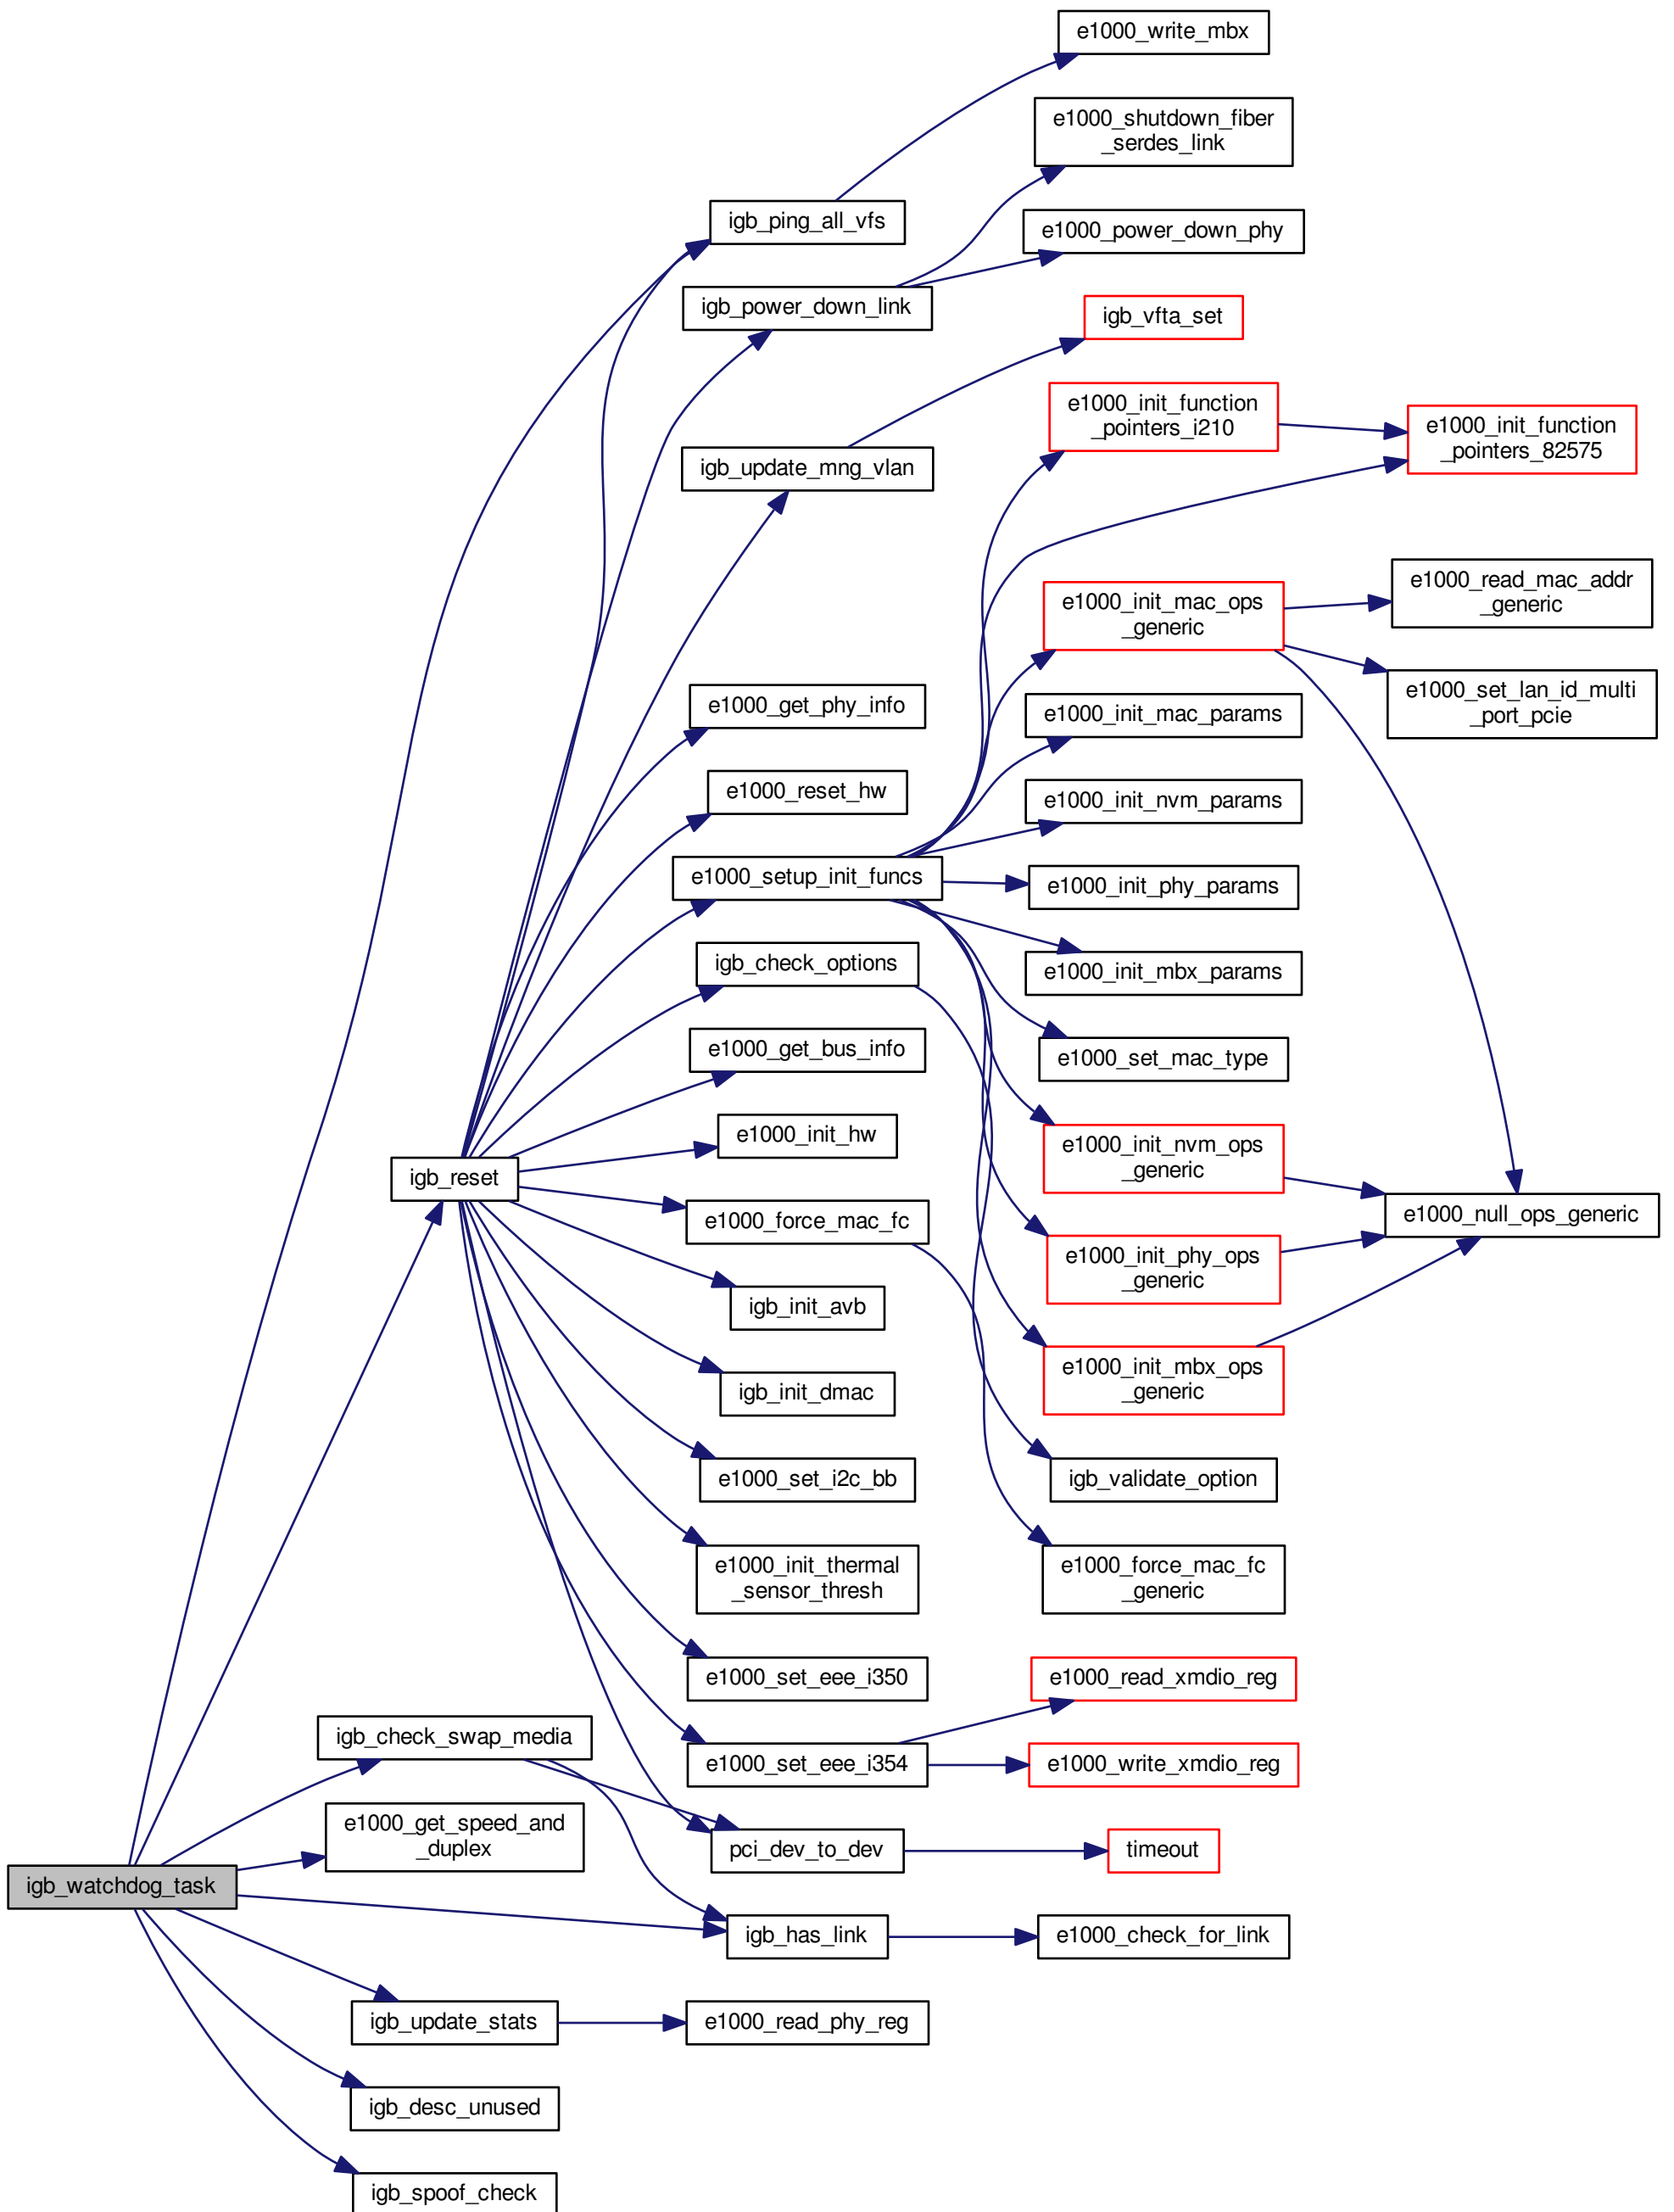 e1000_write_mbx
e1000_shutdown_fiber
_serdes_link
igb_ping_all_vfs
e1000_power_down_phy
igb_power_down_link
igb_vfta_set
e1000_init_function
_pointers_i210
e1000_init_function
_pointers_82575
igb_update_mng_vlan
e1000_read_mac_addr
_generic
e1000_init_mac_ops
_generic
e1000_set_lan_id_multi
_port_pcie
e1000_get_phy_info
e1000_init_mac_params
e1000_reset_hw
e1000_init_nvm_params
e1000_setup_init_funcs
e1000_init_phy_params
igb_check_options
e1000_init_mbx_params
e1000_get_bus_info
e1000_set_mac_type
e1000_init_hw
e1000_init_nvm_ops
_generic
igb_reset
e1000_force_mac_fc
e1000_null_ops_generic
e1000_init_phy_ops
_generic
igb_init_avb
igb_init_dmac
e1000_init_mbx_ops
_generic
e1000_set_i2c_bb
igb_validate_option
e1000_init_thermal
_sensor_thresh
e1000_force_mac_fc
_generic
e1000_set_eee_i350
e1000_read_xmdio_reg
igb_check_swap_media
e1000_set_eee_i354
e1000_write_xmdio_reg
e1000_get_speed_and
_duplex
pci_dev_to_dev
timeout
igb_watchdog_task
igb_has_link
e1000_check_for_link
igb_update_stats
e1000_read_phy_reg
igb_desc_unused
igb_spoof_check